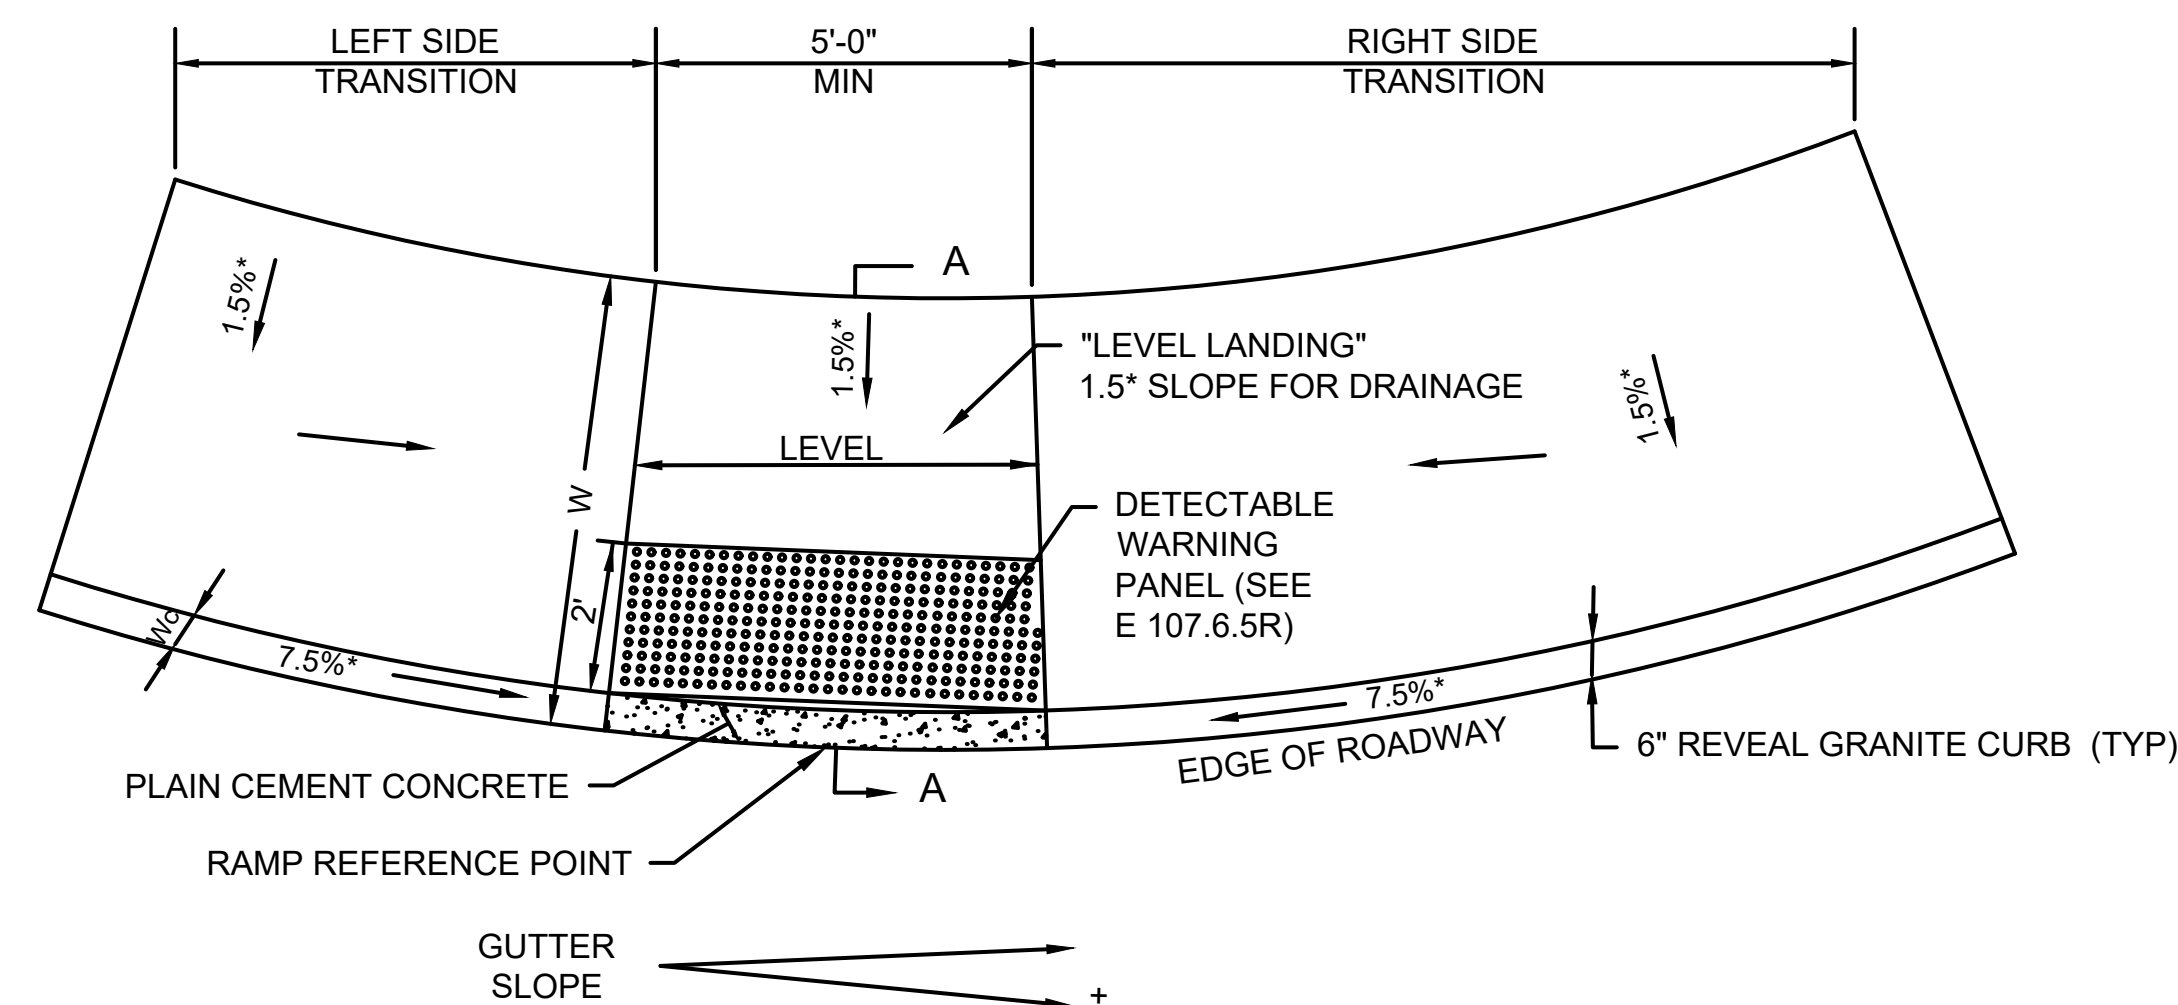 LEFT SIDE
TRANSITION
5'-0"
MIN
RIGHT SIDE
TRANSITION
A
1.5%*
1.5%*
"LEVEL LANDING"
1.5* SLOPE FOR DRAINAGE
1.5%*
LEVEL
W
DETECTABLE
WARNING
PANEL (SEE
E 107.6.5R)
2'
Wc
7.5%*
7.5%*
EDGE OF ROADWAY
6" REVEAL GRANITE CURB (TYP)
PLAIN CEMENT CONCRETE
A
RAMP REFERENCE POINT
GUTTER
SLOPE
+